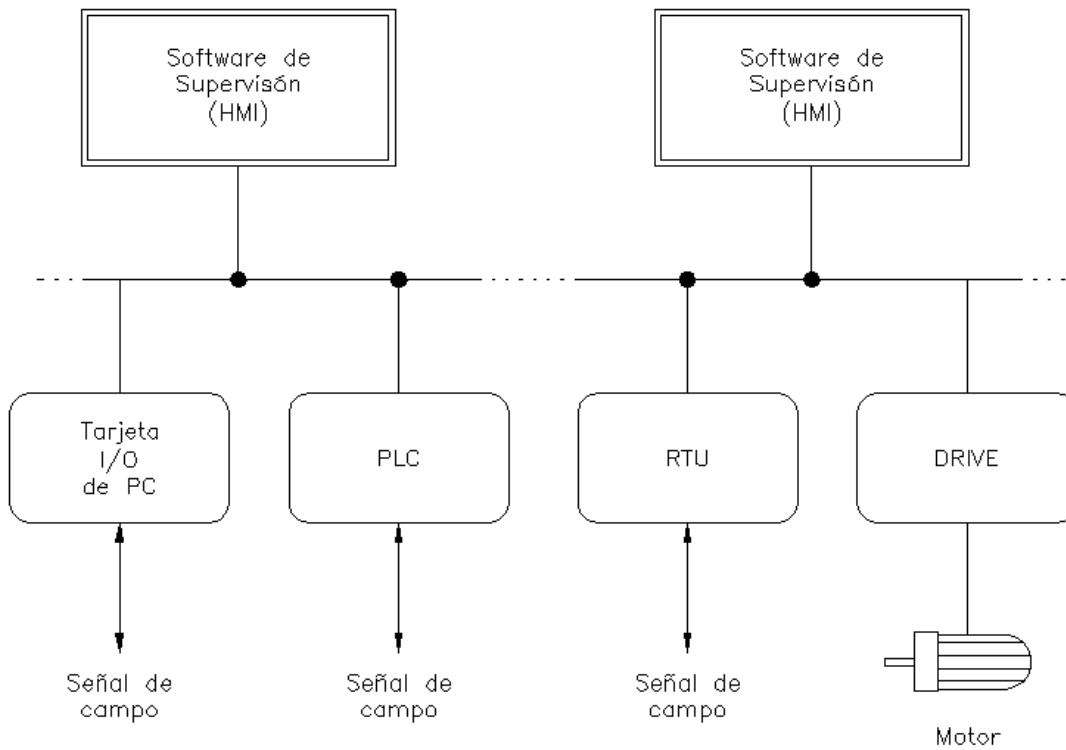 Software de
Supervisón
(HMI)
Software de
Supervisón
(HMI)
Tarjeta
I/O
de PC
PLC
RTU
DRIVE
Señal de
campo
Señal de
campo
Señal de
campo
Motor